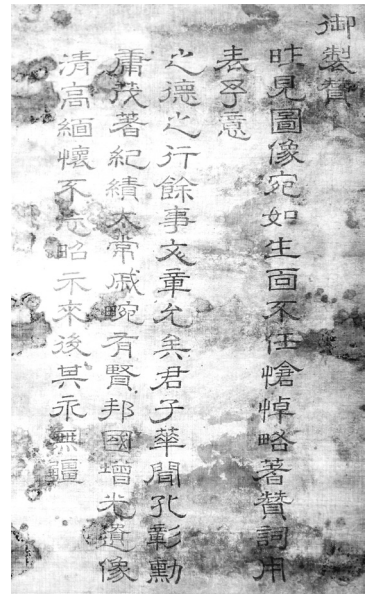 御製贊
昨見圖像宛如生面不任愴悼略著贊詞用
表予意
之德之行餘事文章允矣君子華聞孔彰勳
庸茂著紀績太常戚畹有賢邦國增光遺像
清高緬懷不忘昭示來後其永無疆